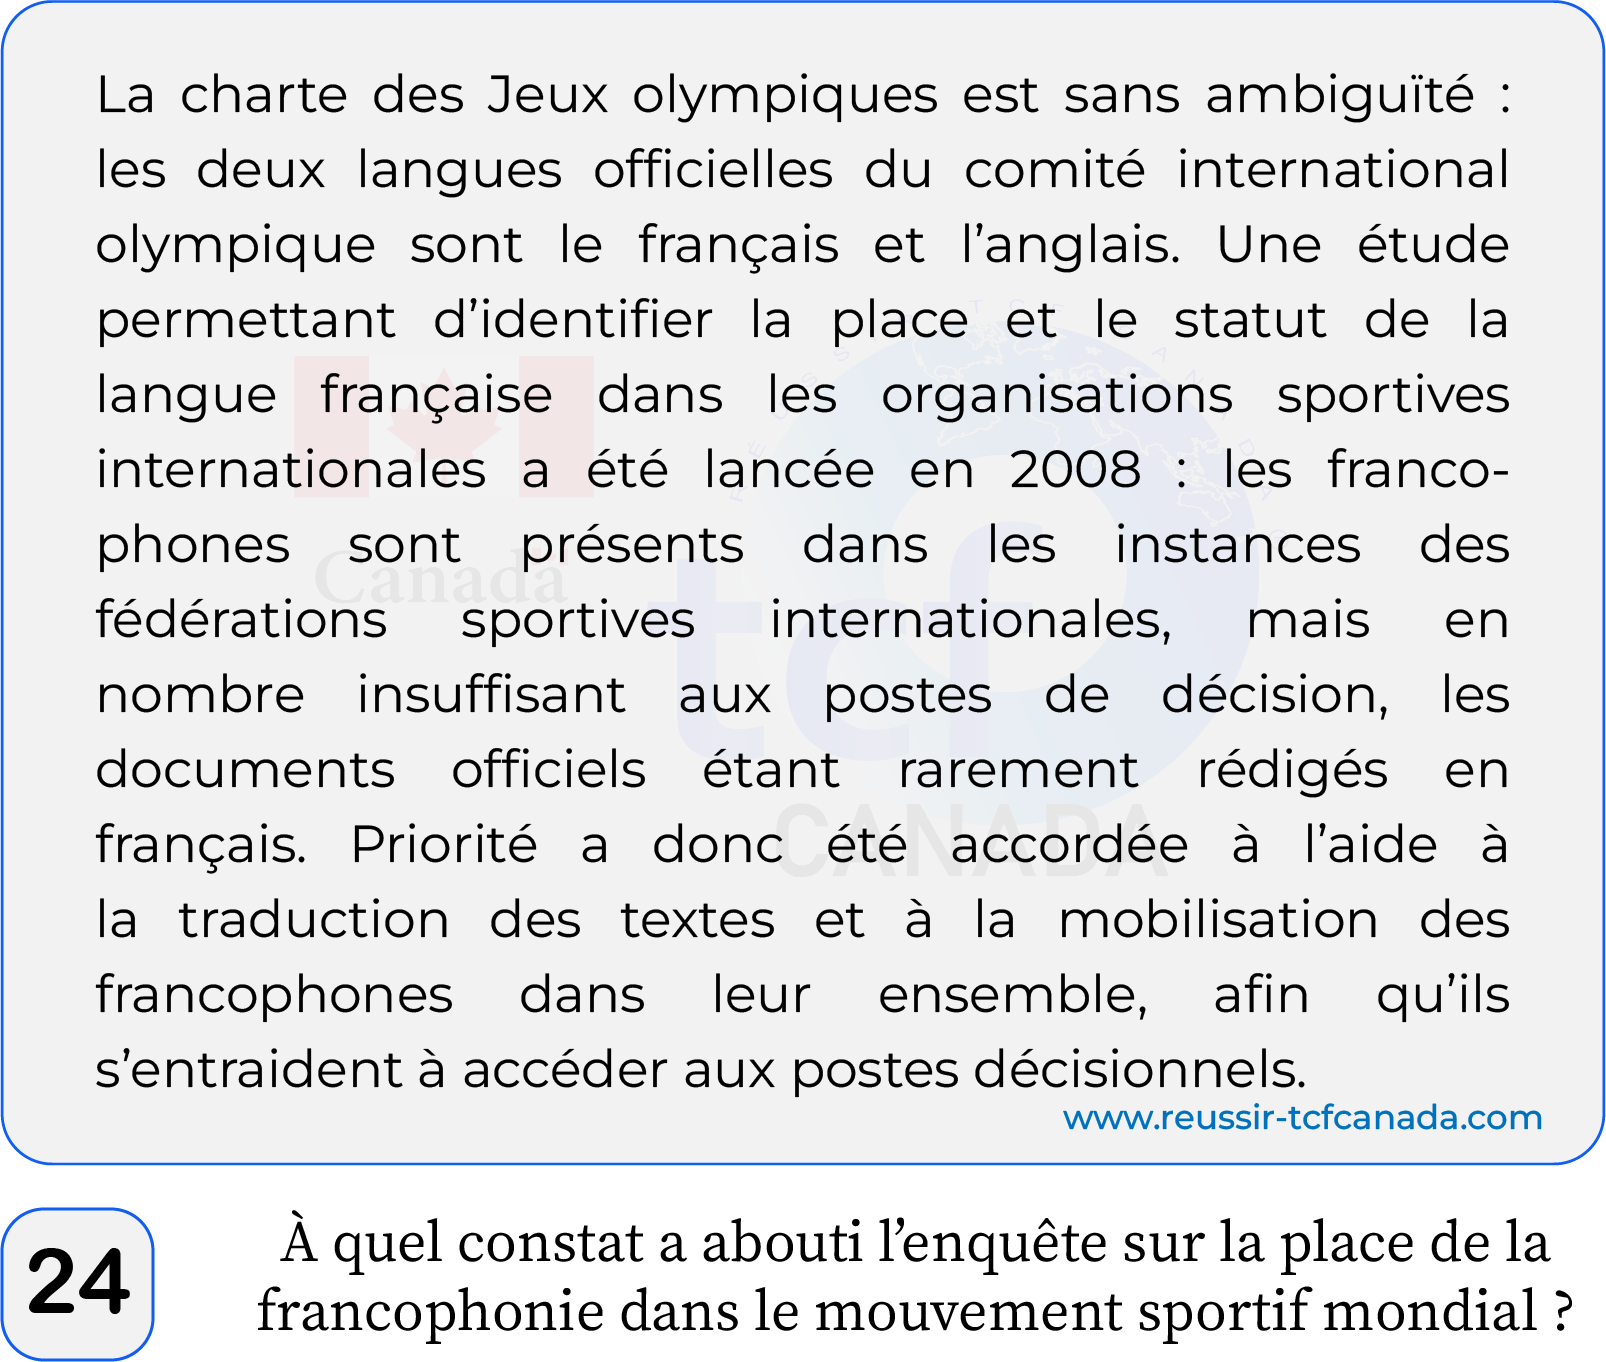 La charte des Jeux olympiques est sans ambiguïté :
les deux langues officielles du comité international
olympique sont le français et l’anglais. Une étude
permettant d’identifier la place et le statut de la
langue française dans les organisations sportives
internationales a été lancée en 2008 : les franco-
phones sont présents dans les instances des
fédérations sportives internationales, mais en
nombre insuffisant aux postes de décision, les
documents officiels étant rarement rédigés en
français. Priorité a donc été accordée à l’aide à
la traduction des textes et à la mobilisation des
francophones dans leur ensemble, afin qu’ils
s’entraident à accéder aux postes décisionnels.
www.reussir-tcfcanada.com
Canada
tcf
CANADA
24
À quel constat a abouti l’enquête sur la place de la
francophonie dans le mouvement sportif mondial ?